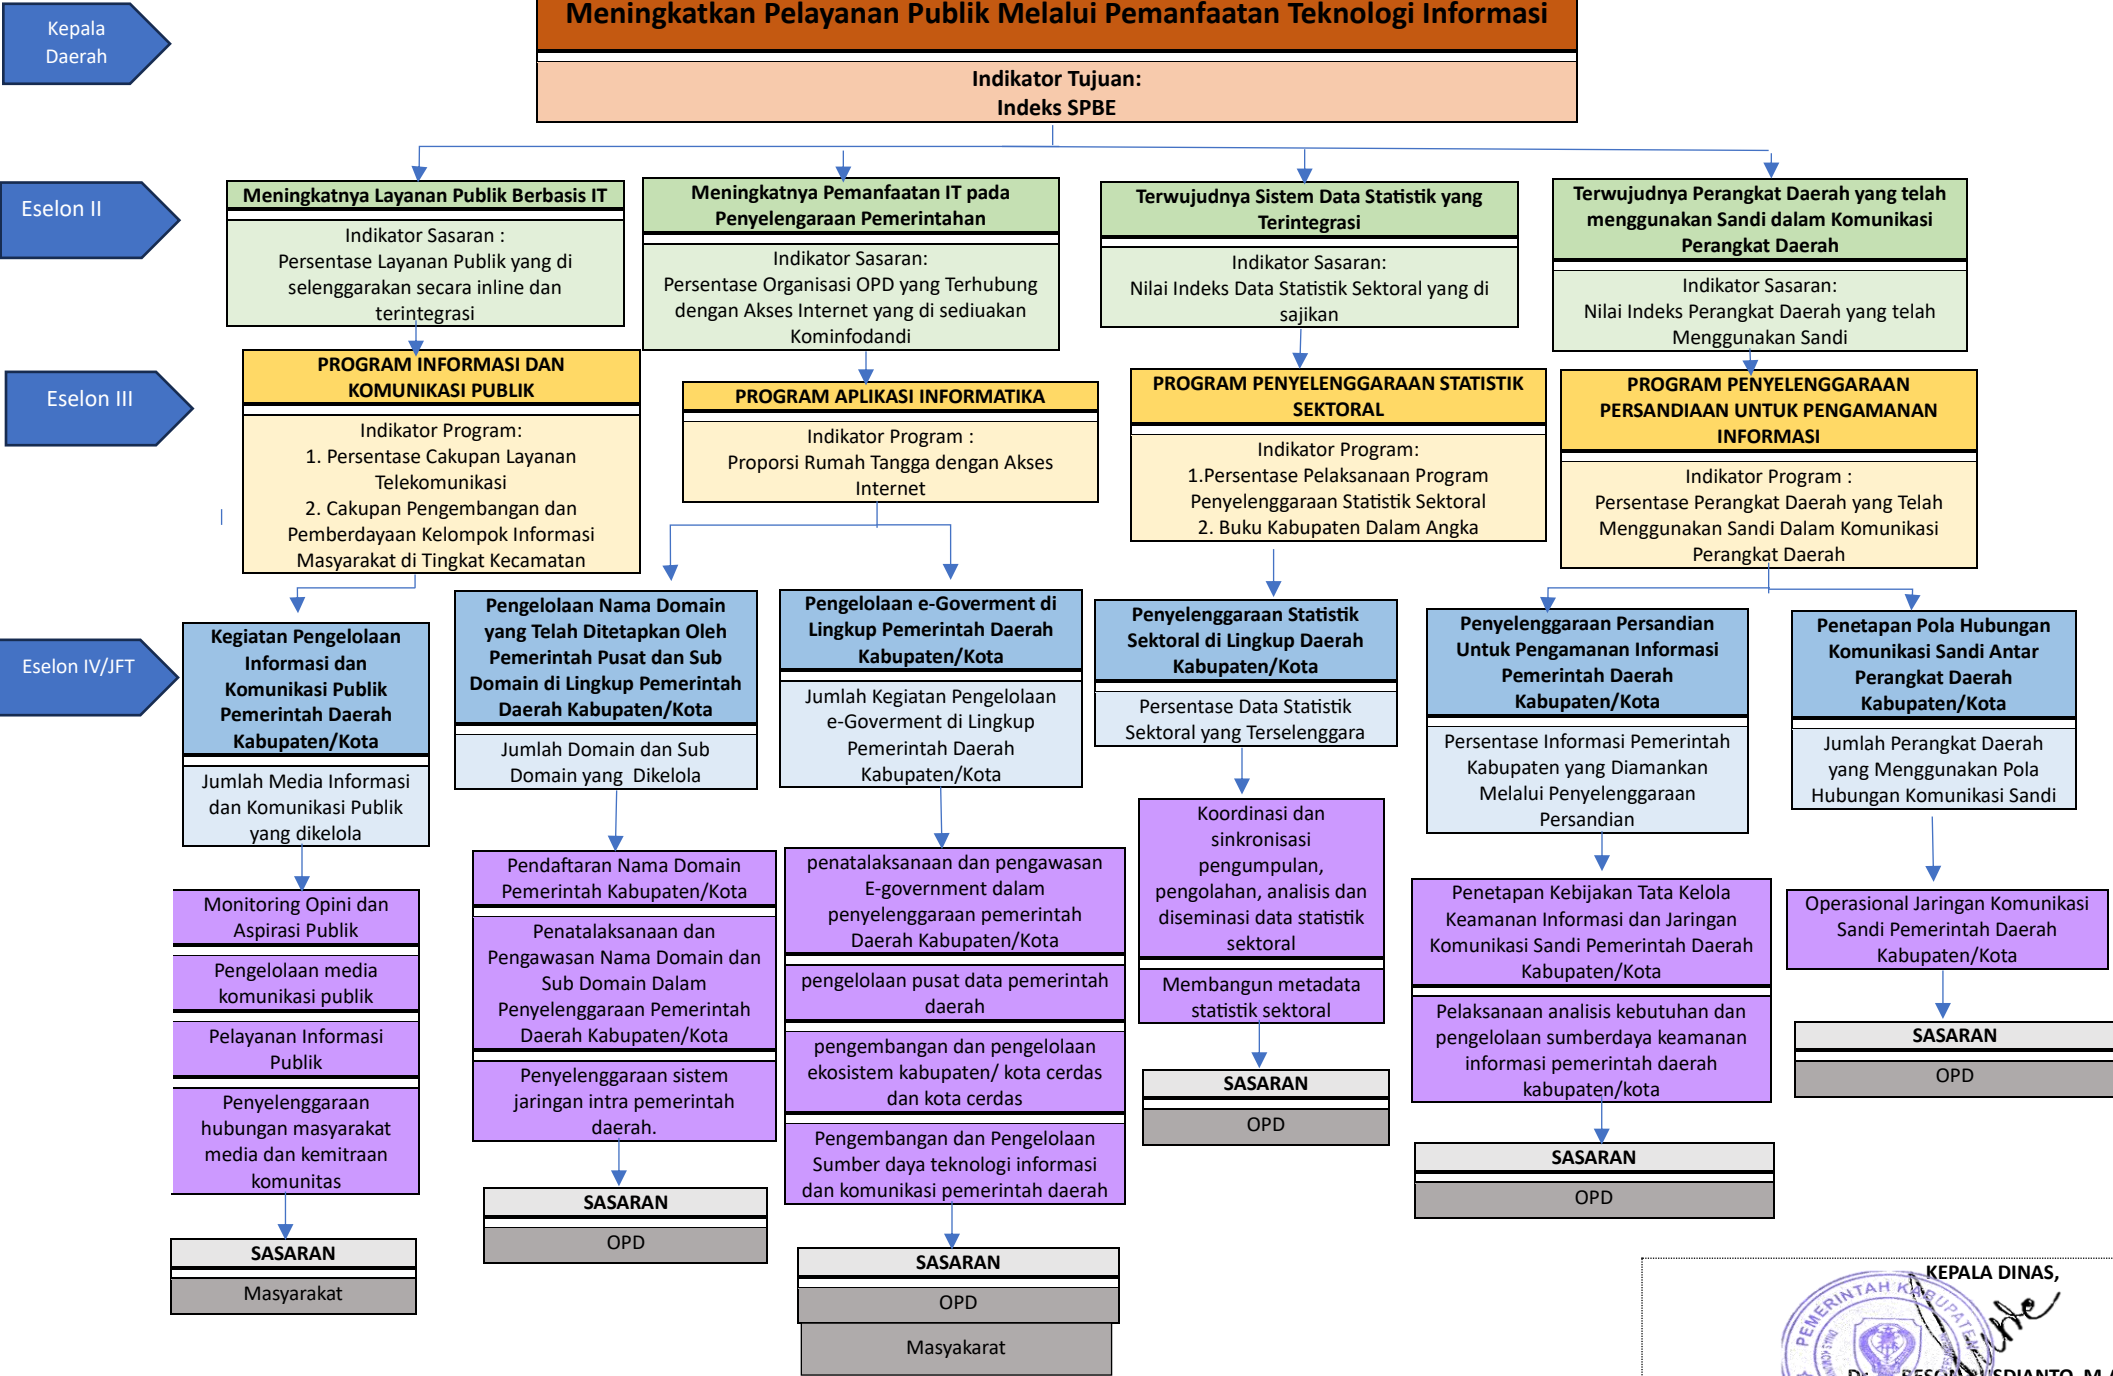 Kepala
Daerah
Meningkatkan Pelayanan Publik Melalui Pemanfaatan Teknologi Informasi
Indikator Tujuan:
Indeks SPBE
Eselon II
Meningkatnya Layanan Publik Berbasis IT
Indikator Sasaran :
Persentase Layanan Publik yang di
selenggarakan secara inline dan
terintegrasi
Meningkatnya Pemanfaatan IT pada
Penyelengaraan Pemerintahan
Indikator Sasaran:
Persentase Organisasi OPD yang Terhubung
dengan Akses Internet yang di sediuakan
Kominfodandi
Terwujudnya Sistem Data Statistik yang
Terintegrasi
Indikator Sasaran:
Nilai Indeks Data Statistik Sektoral yang di
sajikan
Terwujudnya Perangkat Daerah yang telah
menggunakan Sandi dalam Komunikasi
Perangkat Daerah
Indikator Sasaran:
Nilai Indeks Perangkat Daerah yang telah
Menggunakan Sandi
Eselon III
PROGRAM INFORMASI DAN
KOMUNIKASI PUBLIK
Indikator Program:
1. Persentase Cakupan Layanan
Telekomunikasi
2. Cakupan Pengembangan dan
Pemberdayaan Kelompok Informasi
Masyarakat di Tingkat Kecamatan
PROGRAM APLIKASI INFORMATIKA
Indikator Program :
Proporsi Rumah Tangga dengan Akses
Internet
PROGRAM PENYELENGGARAAN STATISTIK
SEKTORAL
Indikator Program:
1.Persentase Pelaksanaan Program
Penyelenggaraan Statistik Sektoral
2. Buku Kabupaten Dalam Angka
PROGRAM PENYELENGGARAAN
PERSANDIAAN UNTUK PENGAMANAN
INFORMASI
Indikator Program :
Persentase Perangkat Daerah yang Telah
Menggunakan Sandi Dalam Komunikasi
Perangkat Daerah
Eselon IV/JFT
Kegiatan Pengelolaan
Informasi dan
Komunikasi Publik
Pemerintah Daerah
Kabupaten/Kota
Jumlah Media Informasi
dan Komunikasi Publik
yang dikelola
Pengelolaan Nama Domain
yang Telah Ditetapkan Oleh
Pemerintah Pusat dan Sub
Domain di Lingkup Pemerintah
Daerah Kabupaten/Kota
Jumlah Domain dan Sub
Domain yang Dikelola
Pengelolaan e-Goverment di
Lingkup Pemerintah Daerah
Kabupaten/Kota
Jumlah Kegiatan Pengelolaan
e-Goverment di Lingkup
Pemerintah Daerah
Kabupaten/Kota
Penyelenggaraan Statistik
Sektoral di Lingkup Daerah
Kabupaten/Kota
Persentase Data Statistik
Sektoral yang Terselenggara
Penyelenggaraan Persandian
Untuk Pengamanan Informasi
Pemerintah Daerah
Kabupaten/Kota
Persentase Informasi Pemerintah
Kabupaten yang Diamankan
Melalui Penyelenggaraan
Persandian
Penetapan Pola Hubungan
Komunikasi Sandi Antar
Perangkat Daerah
Kabupaten/Kota
Jumlah Perangkat Daerah
yang Menggunakan Pola
Hubungan Komunikasi Sandi
Monitoring Opini dan
Aspirasi Publik
Pengelolaan media
komunikasi publik
Pelayanan Informasi
Publik
Penyelenggaraan
hubungan masyarakat
media dan kemitraan
komunitas
SASARAN
Masyarakat
Pendaftaran Nama Domain
Pemerintah Kabupaten/Kota
Penatalaksanaan dan
Pengawasan Nama Domain dan
Sub Domain Dalam
Penyelenggaraan Pemerintah
Daerah Kabupaten/Kota
Penyelenggaraan sistem
jaringan intra pemerintah
daerah.
SASARAN
OPD
penatalaksanaan dan pengawasan
E-government dalam
penyelenggaraan pemerintah
Daerah Kabupaten/Kota
pengelolaan pusat data pemerintah
daerah
pengembangan dan pengelolaan
ekosistem kabupaten/ kota cerdas
dan kota cerdas
Pengembangan dan Pengelolaan
Sumber daya teknologi informasi
dan komunikasi pemerintah daerah
SASARAN
OPD
Masyakarat
Koordinasi dan
sinkronisasi
pengumpulan,
pengolahan, analisis dan
diseminasi data statistik
sektoral
Membangun metadata
statistik sektoral
SASARAN
OPD
Penetapan Kebijakan Tata Kelola
Keamanan Informasi dan Jaringan
Komunikasi Sandi Pemerintah Daerah
Kabupaten/Kota
Pelaksanaan analisis kebutuhan dan
pengelolaan sumberdaya keamanan
informasi pemerintah daerah
kabupaten/kota
SASARAN
OPD
Operasional Jaringan Komunikasi
Sandi Pemerintah Daerah
Kabupaten/Kota
SASARAN
OPD
KEPALA DINAS,
PEMERINTAH KABUPATEN